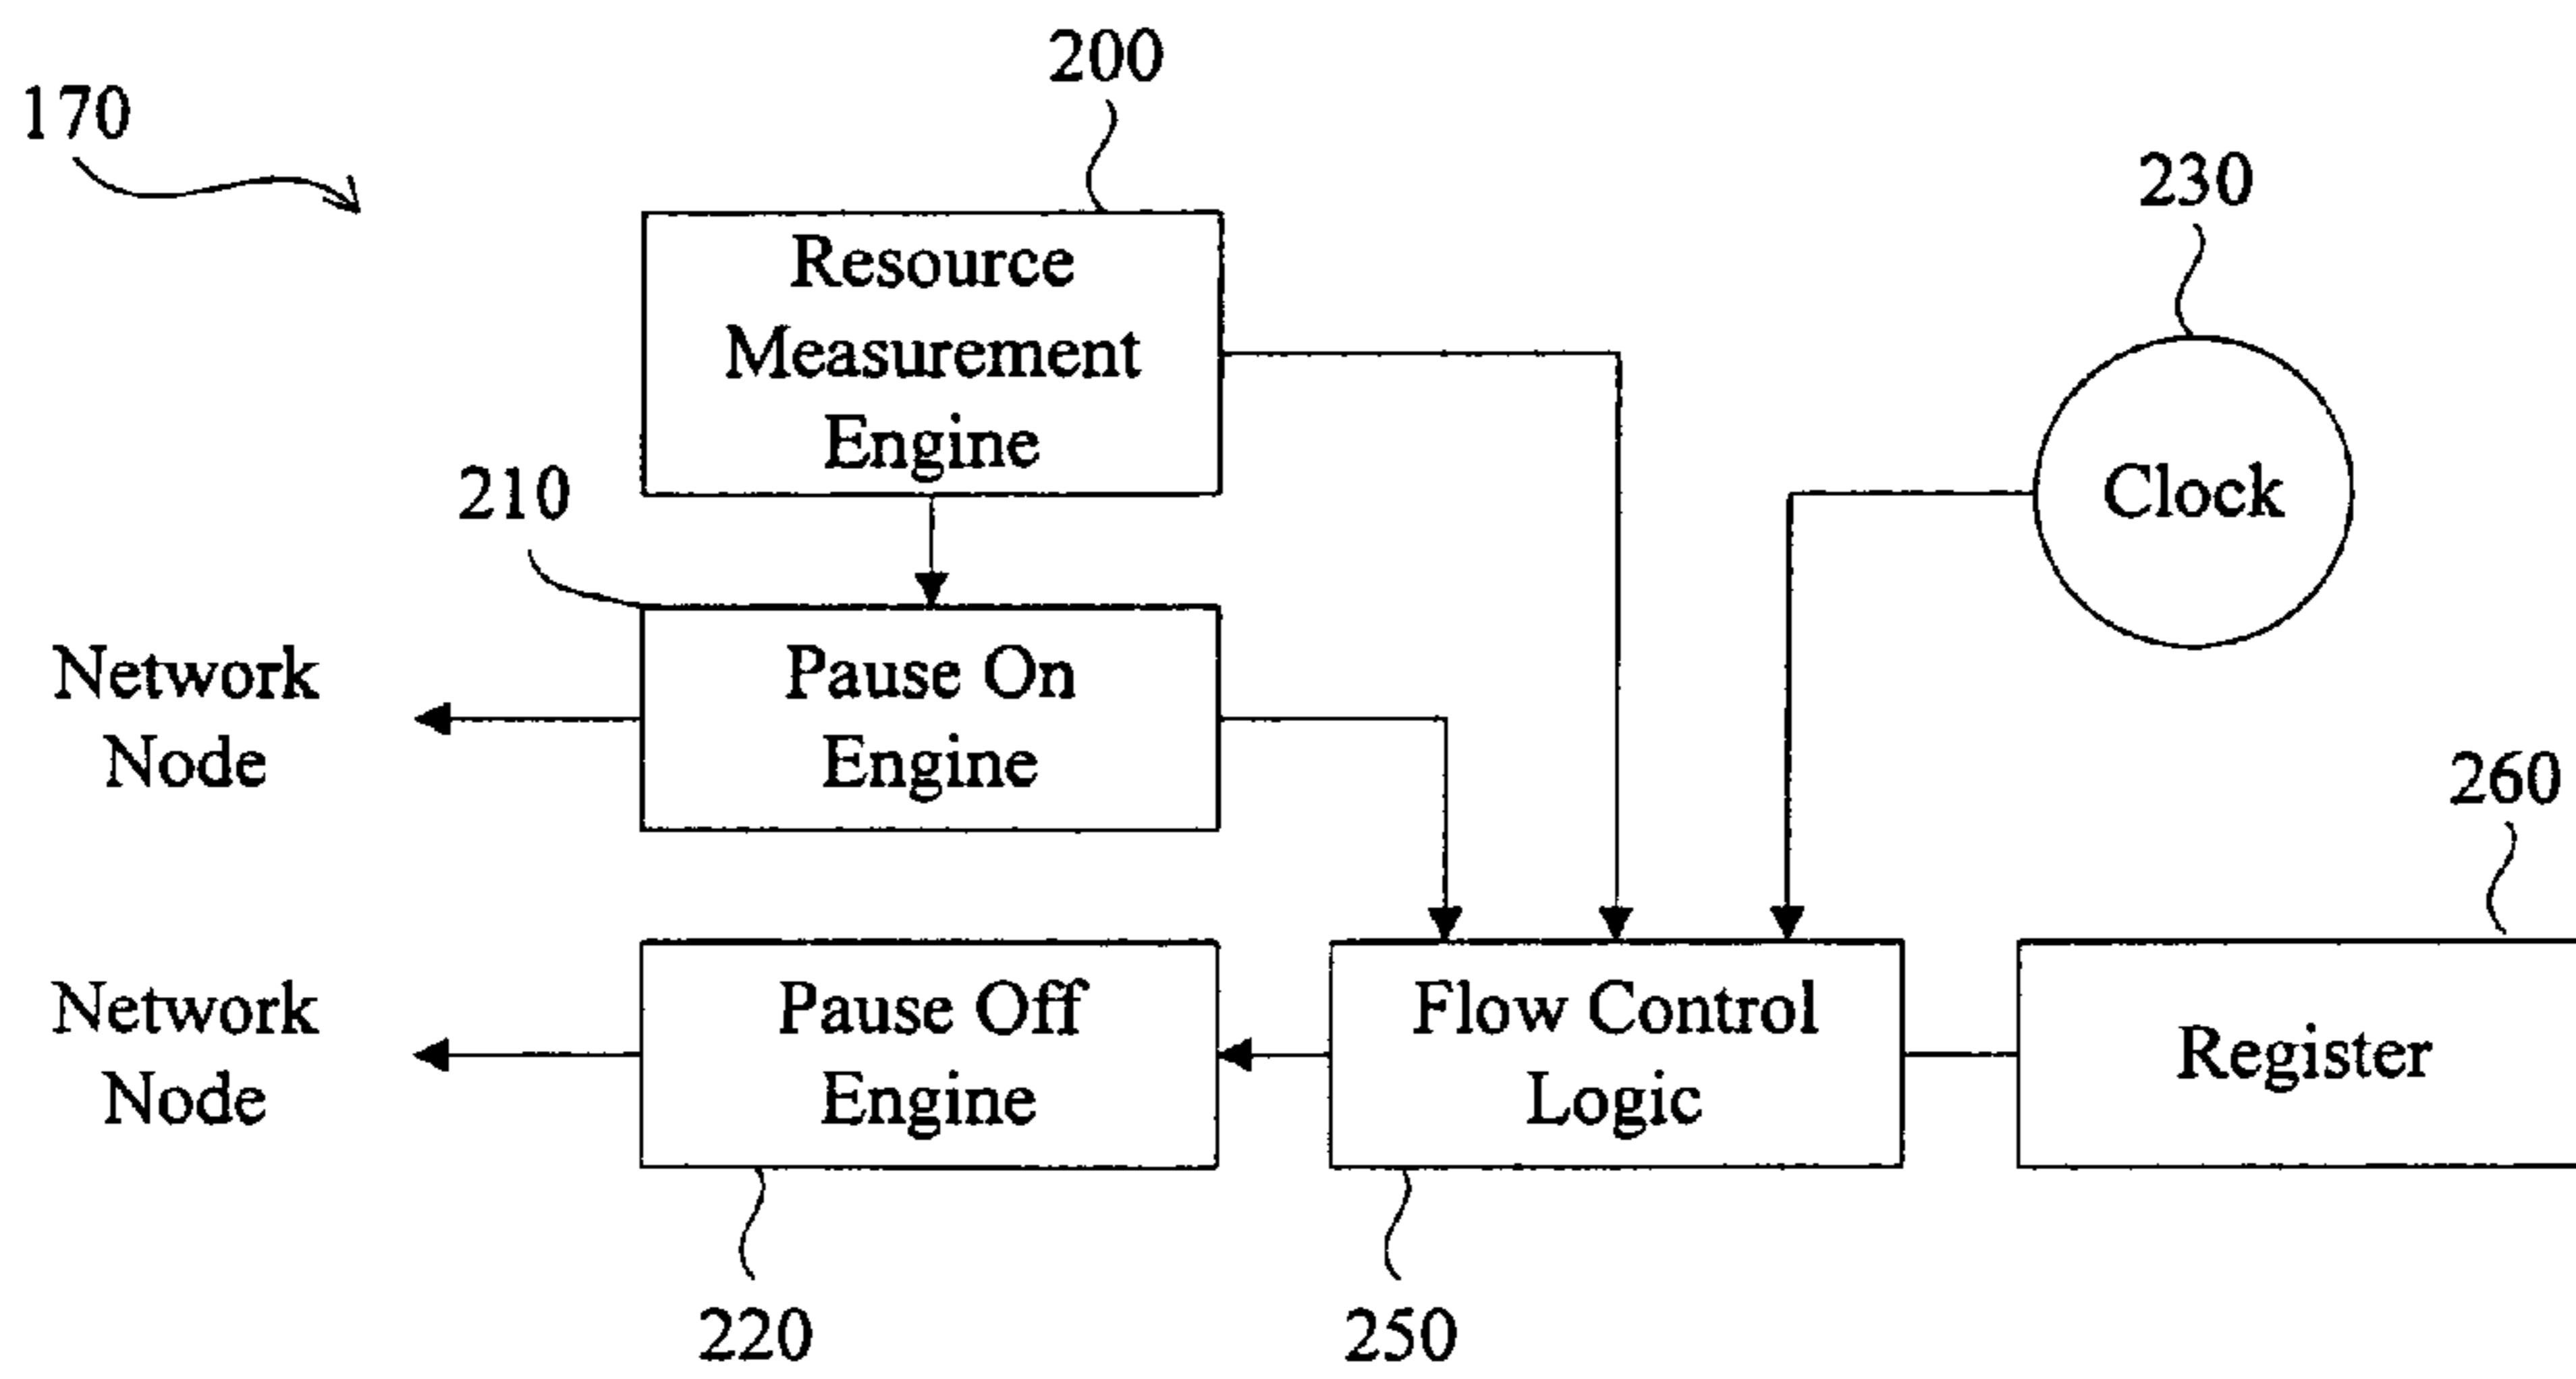 200
170
230
Resource
Measurement
Engine
Clock
210
Network
Node
Pause On
Engine
260
Network
Node
Pause Off
Engine
Flow Control
Logic
Register
220
250